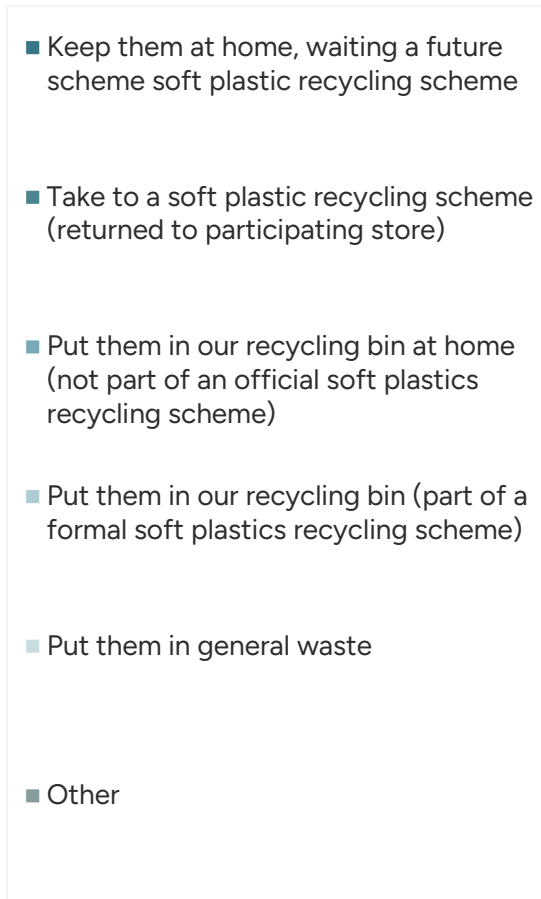 Keep them at home, waiting a future
scheme soft plastic recycling scheme
Take to a soft plastic recycling scheme
(returned to participating store)
Put them in our recycling bin at home
(not part of an official soft plastics
recycling scheme)
Put them in our recycling bin (part of a
formal soft plastics recycling scheme)
Put them in general waste
Other